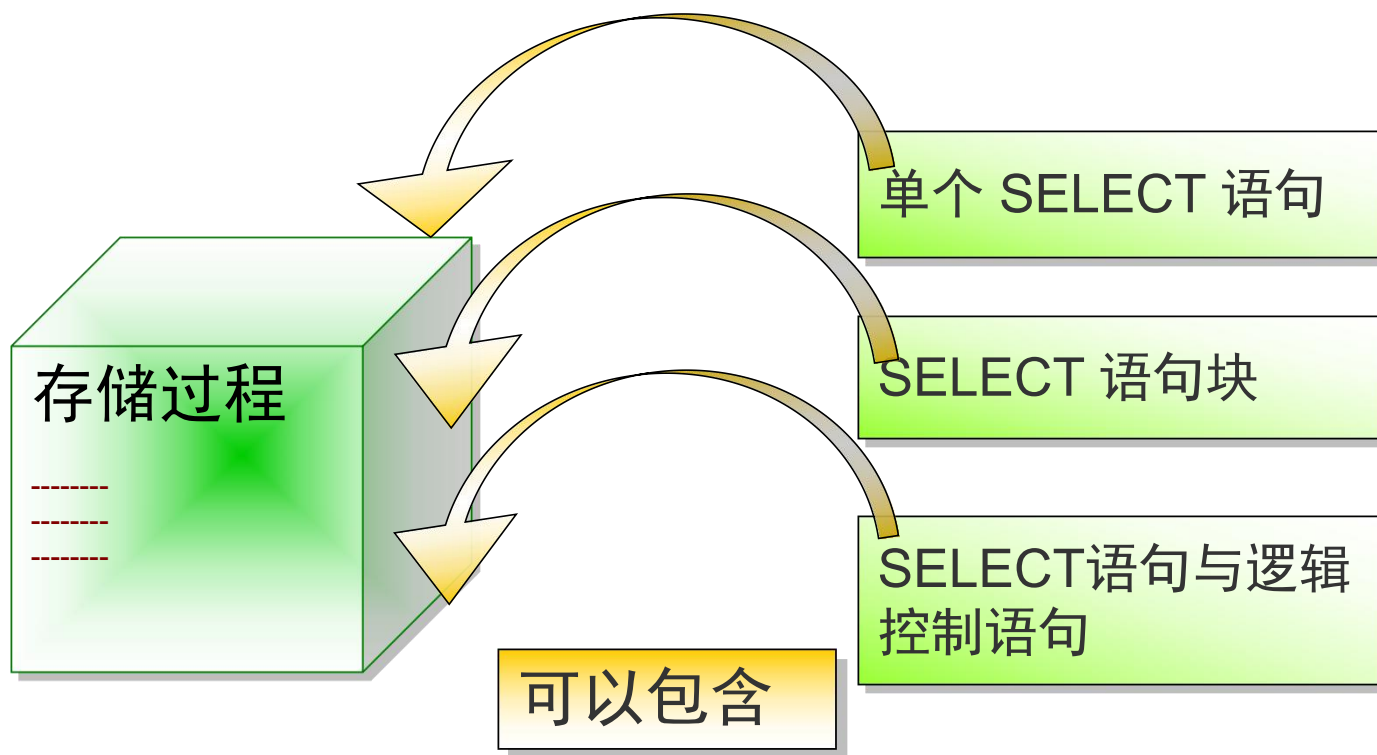 单个 SELECT 语句
SELECT 语句块
存储过程
--------
--------
--------
SELECT语句与逻辑
控制语句
可以包含